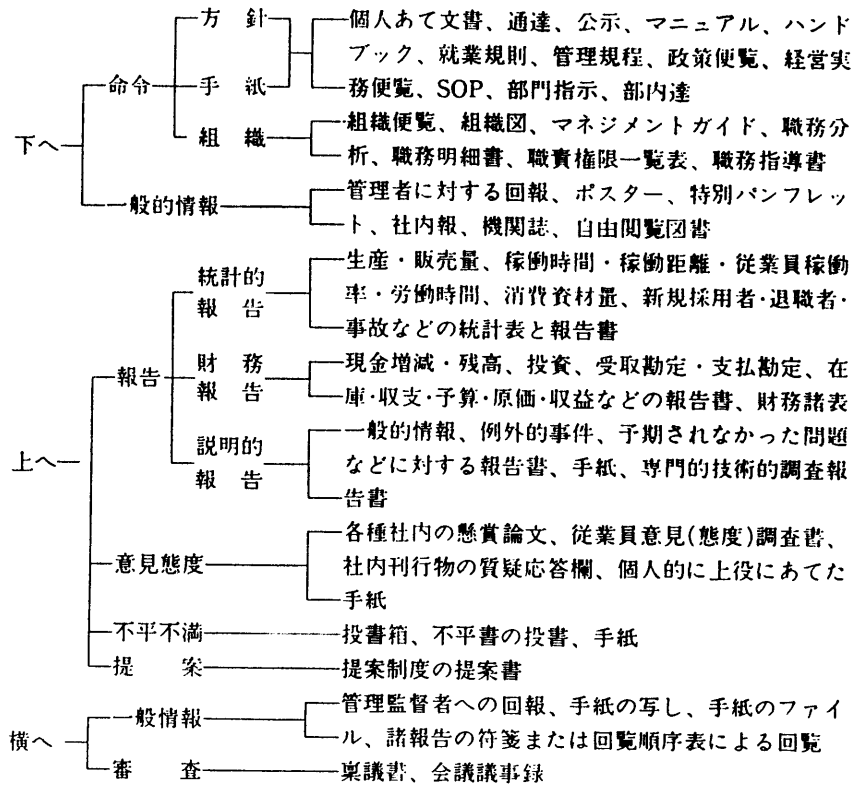 方針
個人あて文書、通達、公示、マニュアル、ハンド
ブック、就業規則、管理規程、政策便覧、経営実
命令
手紙
務便覧、SOP、部門指示、部内達
下へ
組織
組織便覧、組織図、マネジメントガイド、職務分
析、職務明細書、職責権限一覧表、職務指導書
一般的情報
管理者に対する回報、ポスター、特別パンフレッ
ト、社内報、機関誌、自由閲覧図書
統計的
報告
生産・販売量、稼働時間・稼働距離・従業員稼働
率・労働時間、消費資材量、新規採用者・退職者・
事故などの統計表と報告書
報告
財務
報告
現金増減・残高、投資、受取勘定・支払勘定、在
庫・収支・予算・原価・収益などの報告書、財務諸表
説明的
報告
一般的情報、例外的事件、予期されなかった問題
などに対する報告書、手紙、専門的技術的調査報
告書
上へ
意見態度
各種社内の懸賞論文、従業員意見(態度)調査書、
社内刊行物の質疑応答欄、個人的に上役にあてた
手紙
不平不満
投書箱、不平書の投書、手紙
提案
提案制度の提案書
横へ
一般情報
管理監督者への回報、手紙の写し、手紙のファイ
ル、諸報告の符箋または回覧順序表による回覧
審査
稟議書、会議議事録